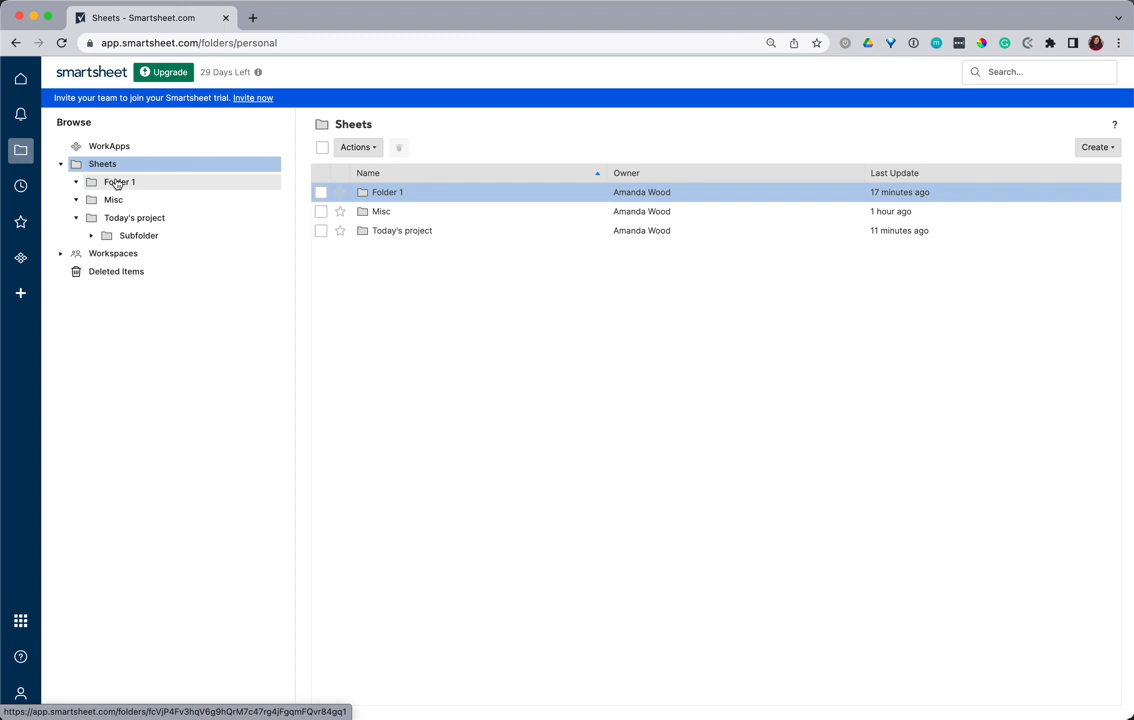 Sheets - Smartsheet.com
app.smartsheet.com/folders/personal
smartsheet Upgrade 29 Days Left
Search...
Invite your team to join your Smartsheet trial. Invite now
Browse
WorkApps
Sheets
Folder 1
Misc
Today's project
Subfolder
Workspaces
Deleted Items
Sheets
?
Actions
Create
Name Owner Last Update
Folder 1 Amanda Wood 17 minutes ago
Misc Amanda Wood 1 hour ago
Today's project Amanda Wood 11 minutes ago
https://app.smartsheet.com/folders/fcVjP4Fv3hqV6g9hQrM7c47rg4jFgqmFQvr84gq1